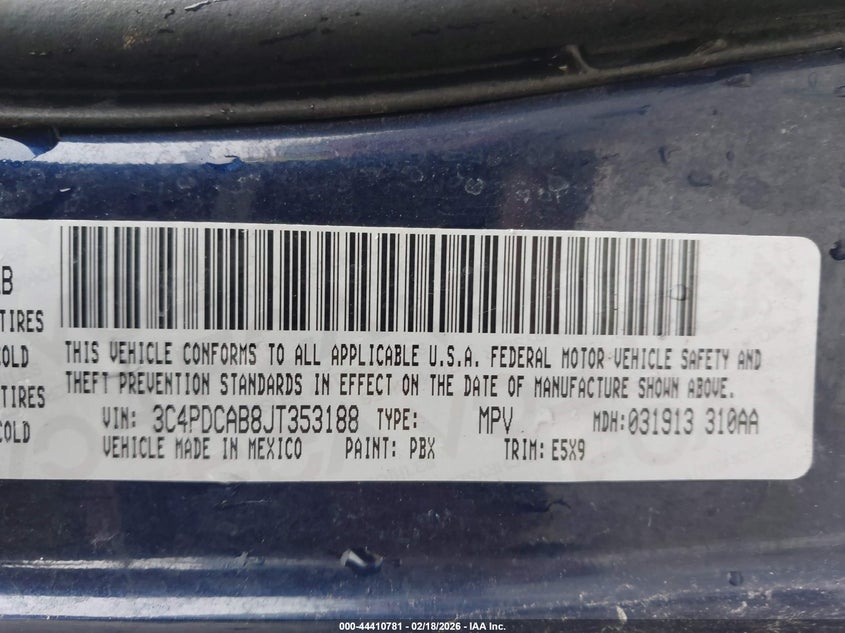 B
TIRES
COLD
TIRES
COLD
THIS VEHICLE CONFORMS TO ALL APPLICABLE U.S.A. FEDERAL MOTOR VEHICLE SAFETY AND
THEFT PREVENTION STANDARDS IN EFFECT ON THE DATE OF MANUFACTURE SHOWN ABOVE.
VIN: 3C4PDCAB8JT353188 TYPE: MPV MDH:031913 310AA
VEHICLE MADE IN MEXICO PAINT: PBX TRIM: E5X9
000-44410781 - 02/18/2026 - IAA Inc.